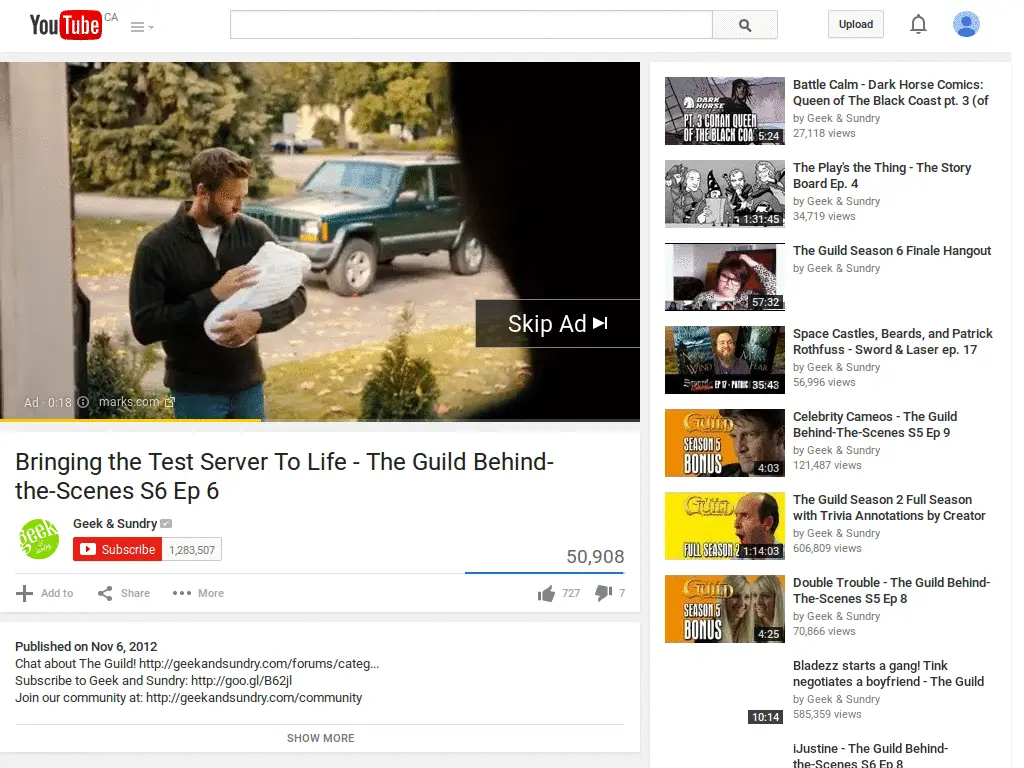 YouTube CA
Upload
Skip Ad
Ad · 0:18 marks.com
Bringing the Test Server To Life - The Guild Behind-
the-Scenes S6 Ep 6
geek
Geek & Sundry
Subscribe 1,283,507
50,908
Add to Share More 727 7
Published on Nov 6, 2012
Chat about The Guild! http://geekandsundry.com/forums/categ...
Subscribe to Geek and Sundry: http://goo.gl/B62jl
Join our community at: http://geekandsundry.com/community
SHOW MORE
DARK HORSE
PT. 3 CONAN QUEEN
OF THE BLACK COA
5:24
Battle Calm - Dark Horse Comics:
Queen of The Black Coast pt. 3 (of
by Geek & Sundry
27,118 views
1:31:45
The Play's the Thing - The Story
Board Ep. 4
by Geek & Sundry
34,719 views
57:32
The Guild Season 6 Finale Hangout
by Geek & Sundry
WIND FEAR
EP 17 - PATRIC
35:43
Space Castles, Beards, and Patrick
Rothfuss - Sword & Laser ep. 17
by Geek & Sundry
56,996 views
GUILD
SEASON 5
BONUS
4:03
Celebrity Cameos - The Guild
Behind-The-Scenes S5 Ep 9
by Geek & Sundry
121,487 views
GUILD
FULL SEASON 2
1:14:03
The Guild Season 2 Full Season
with Trivia Annotations by Creator
by Geek & Sundry
606,809 views
GUILD
SEASON 5
BONUS
4:25
Double Trouble - The Guild Behind-
The-Scenes S5 Ep 8
by Geek & Sundry
70,866 views
10:14
Bladezz starts a gang! Tink
negotiates a boyfriend - The Guild
by Geek & Sundry
585,359 views
iJustine - The Guild Behind-
the-Scenes S6 Ep 8